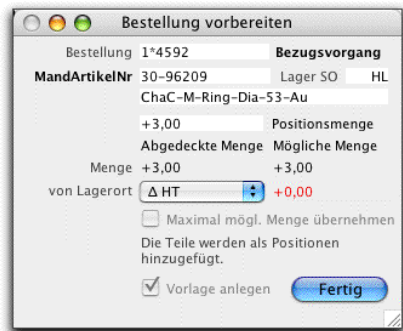 Bestellung vorbereiten
Bestellung 1*4592 Bezugsvorgang
MandArtikelNr 30-96209 Lager SO HL
ChaC-M-Ring-Dia-53-Au
+3,00 Positionsmenge
Abgedeckte Menge Mögliche Menge
Menge +3,00 +3,00
von Lagerort Δ HT +0,00
Maximal mögl. Menge übernehmen
Die Teile werden als Positionen
hinzugefügt.
Vorlage anlegen Fertig